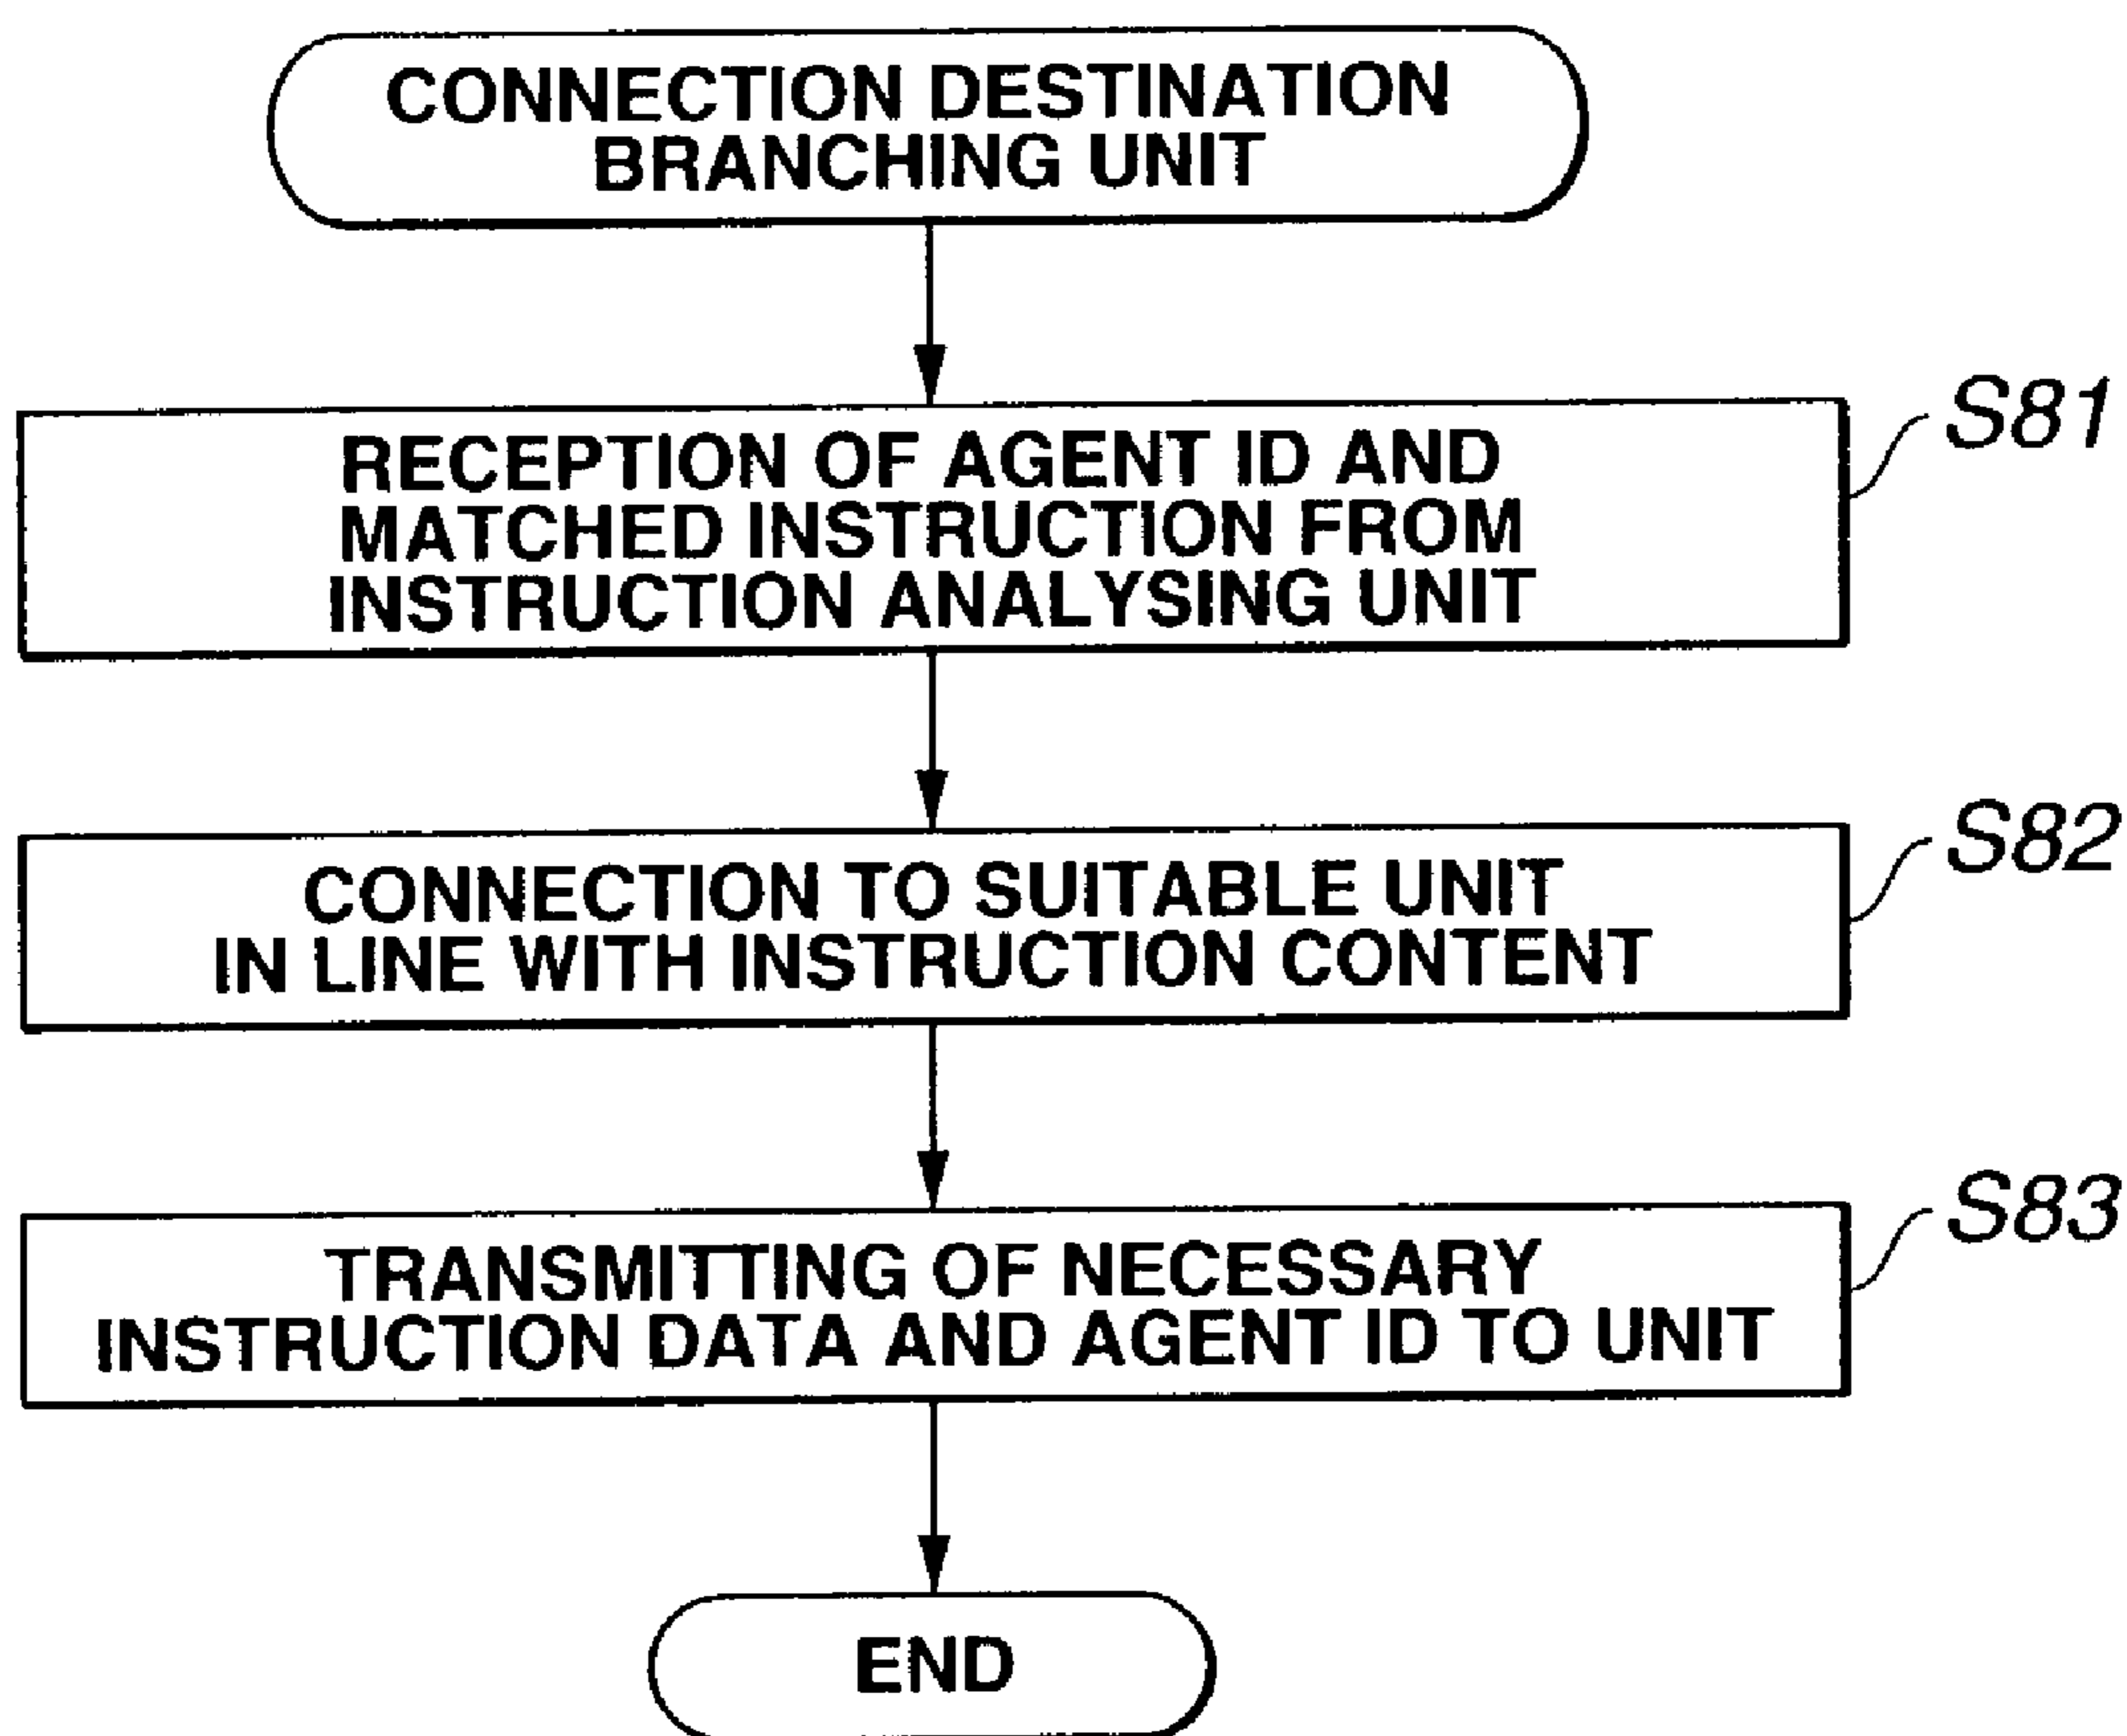 CONNECTION DESTINATION
BRANCHING UNIT
S81
RECEPTION OF AGENT ID AND
MATCHED INSTRUCTION FROM
INSTRUCTION ANALYSING UNIT
S82
CONNECTION TO SUITABLE UNIT
IN LINE WITH INSTRUCTION CONTENT
S83
TRANSMITTING OF NECESSARY
INSTRUCTION DATA AND AGENT ID TO UNIT
END